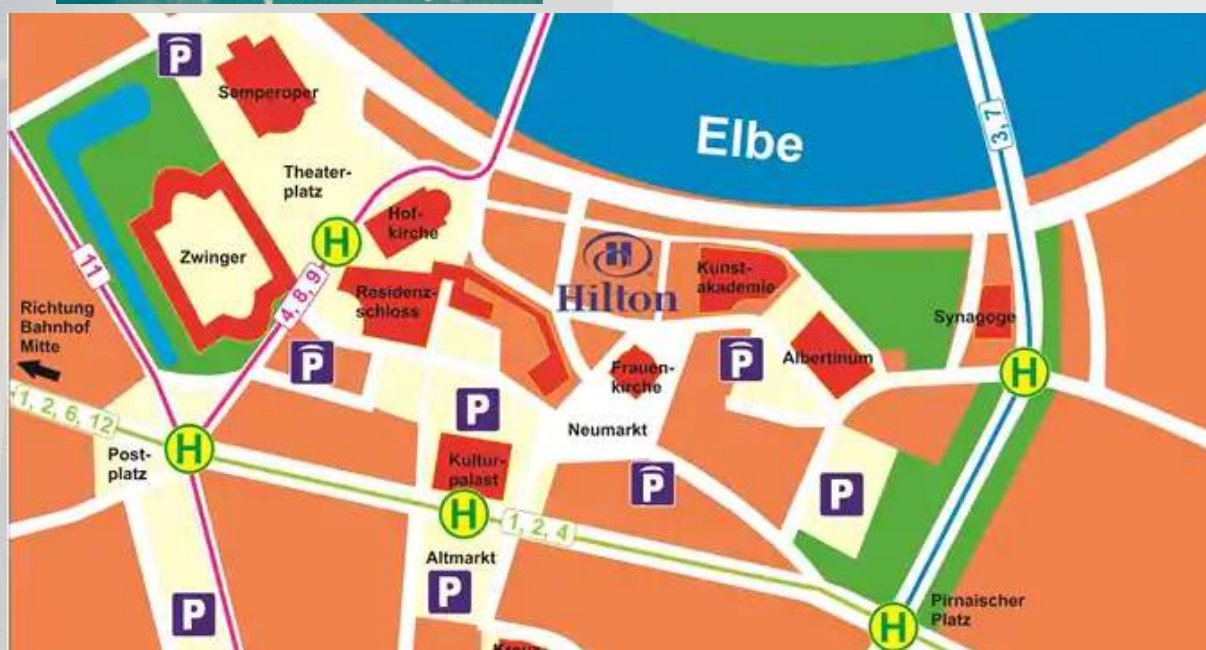 P
Semperoper
Elbe
3, 7
Theater-
platz
H
Hof-
kirche
Zwinger
11
4, 8, 9
Residenz-
schloss
H
Hilton
Kunst-
akademie
Synagoge
Richtung
Bahnhof
Mitte
P
Frauen-
kirche
P
Albertinum
H
1, 2, 6, 12
P
Neumarkt
Post-
platz
H
Kultur-
palast
P
P
H
1, 2, 4
Altmarkt
P
P
Pirnaischer
Platz
H